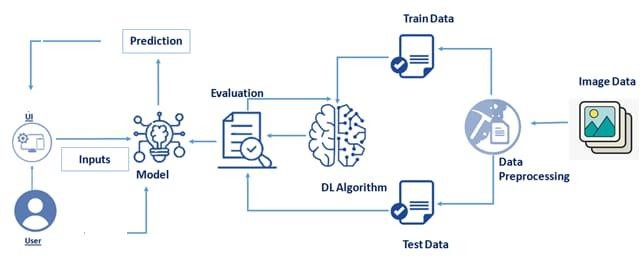 Train Data
Prediction
Image Data
Evaluation
UI
Inputs
Model
Data
Preprocessing
DL Algorithm
User
Test Data